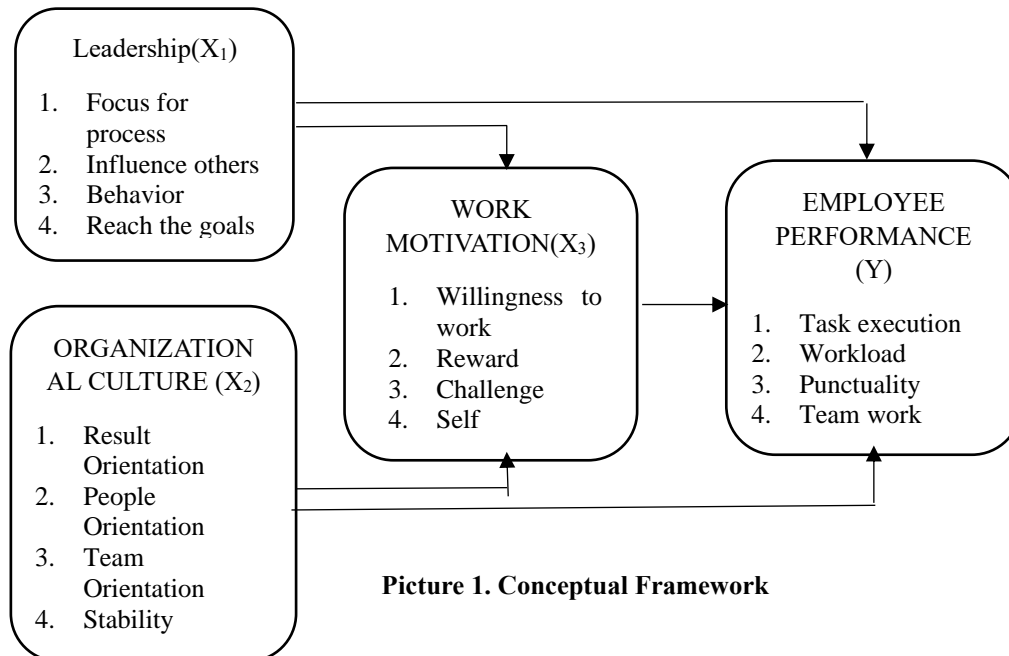 Leadership(X₁)
1. Focus for
process
2. Influence others
3. Behavior
4. Reach the goals
ORGANIZATION
AL CULTURE (X₂)
1. Result
Orientation
2. People
Orientation
3. Team
Orientation
4. Stability
WORK
MOTIVATION(X₃)
1. Willingness to
work
2. Reward
3. Challenge
4. Self
EMPLOYEE
PERFORMANCE
(Y)
1. Task execution
2. Workload
3. Punctuality
4. Team work
Picture 1. Conceptual Framework